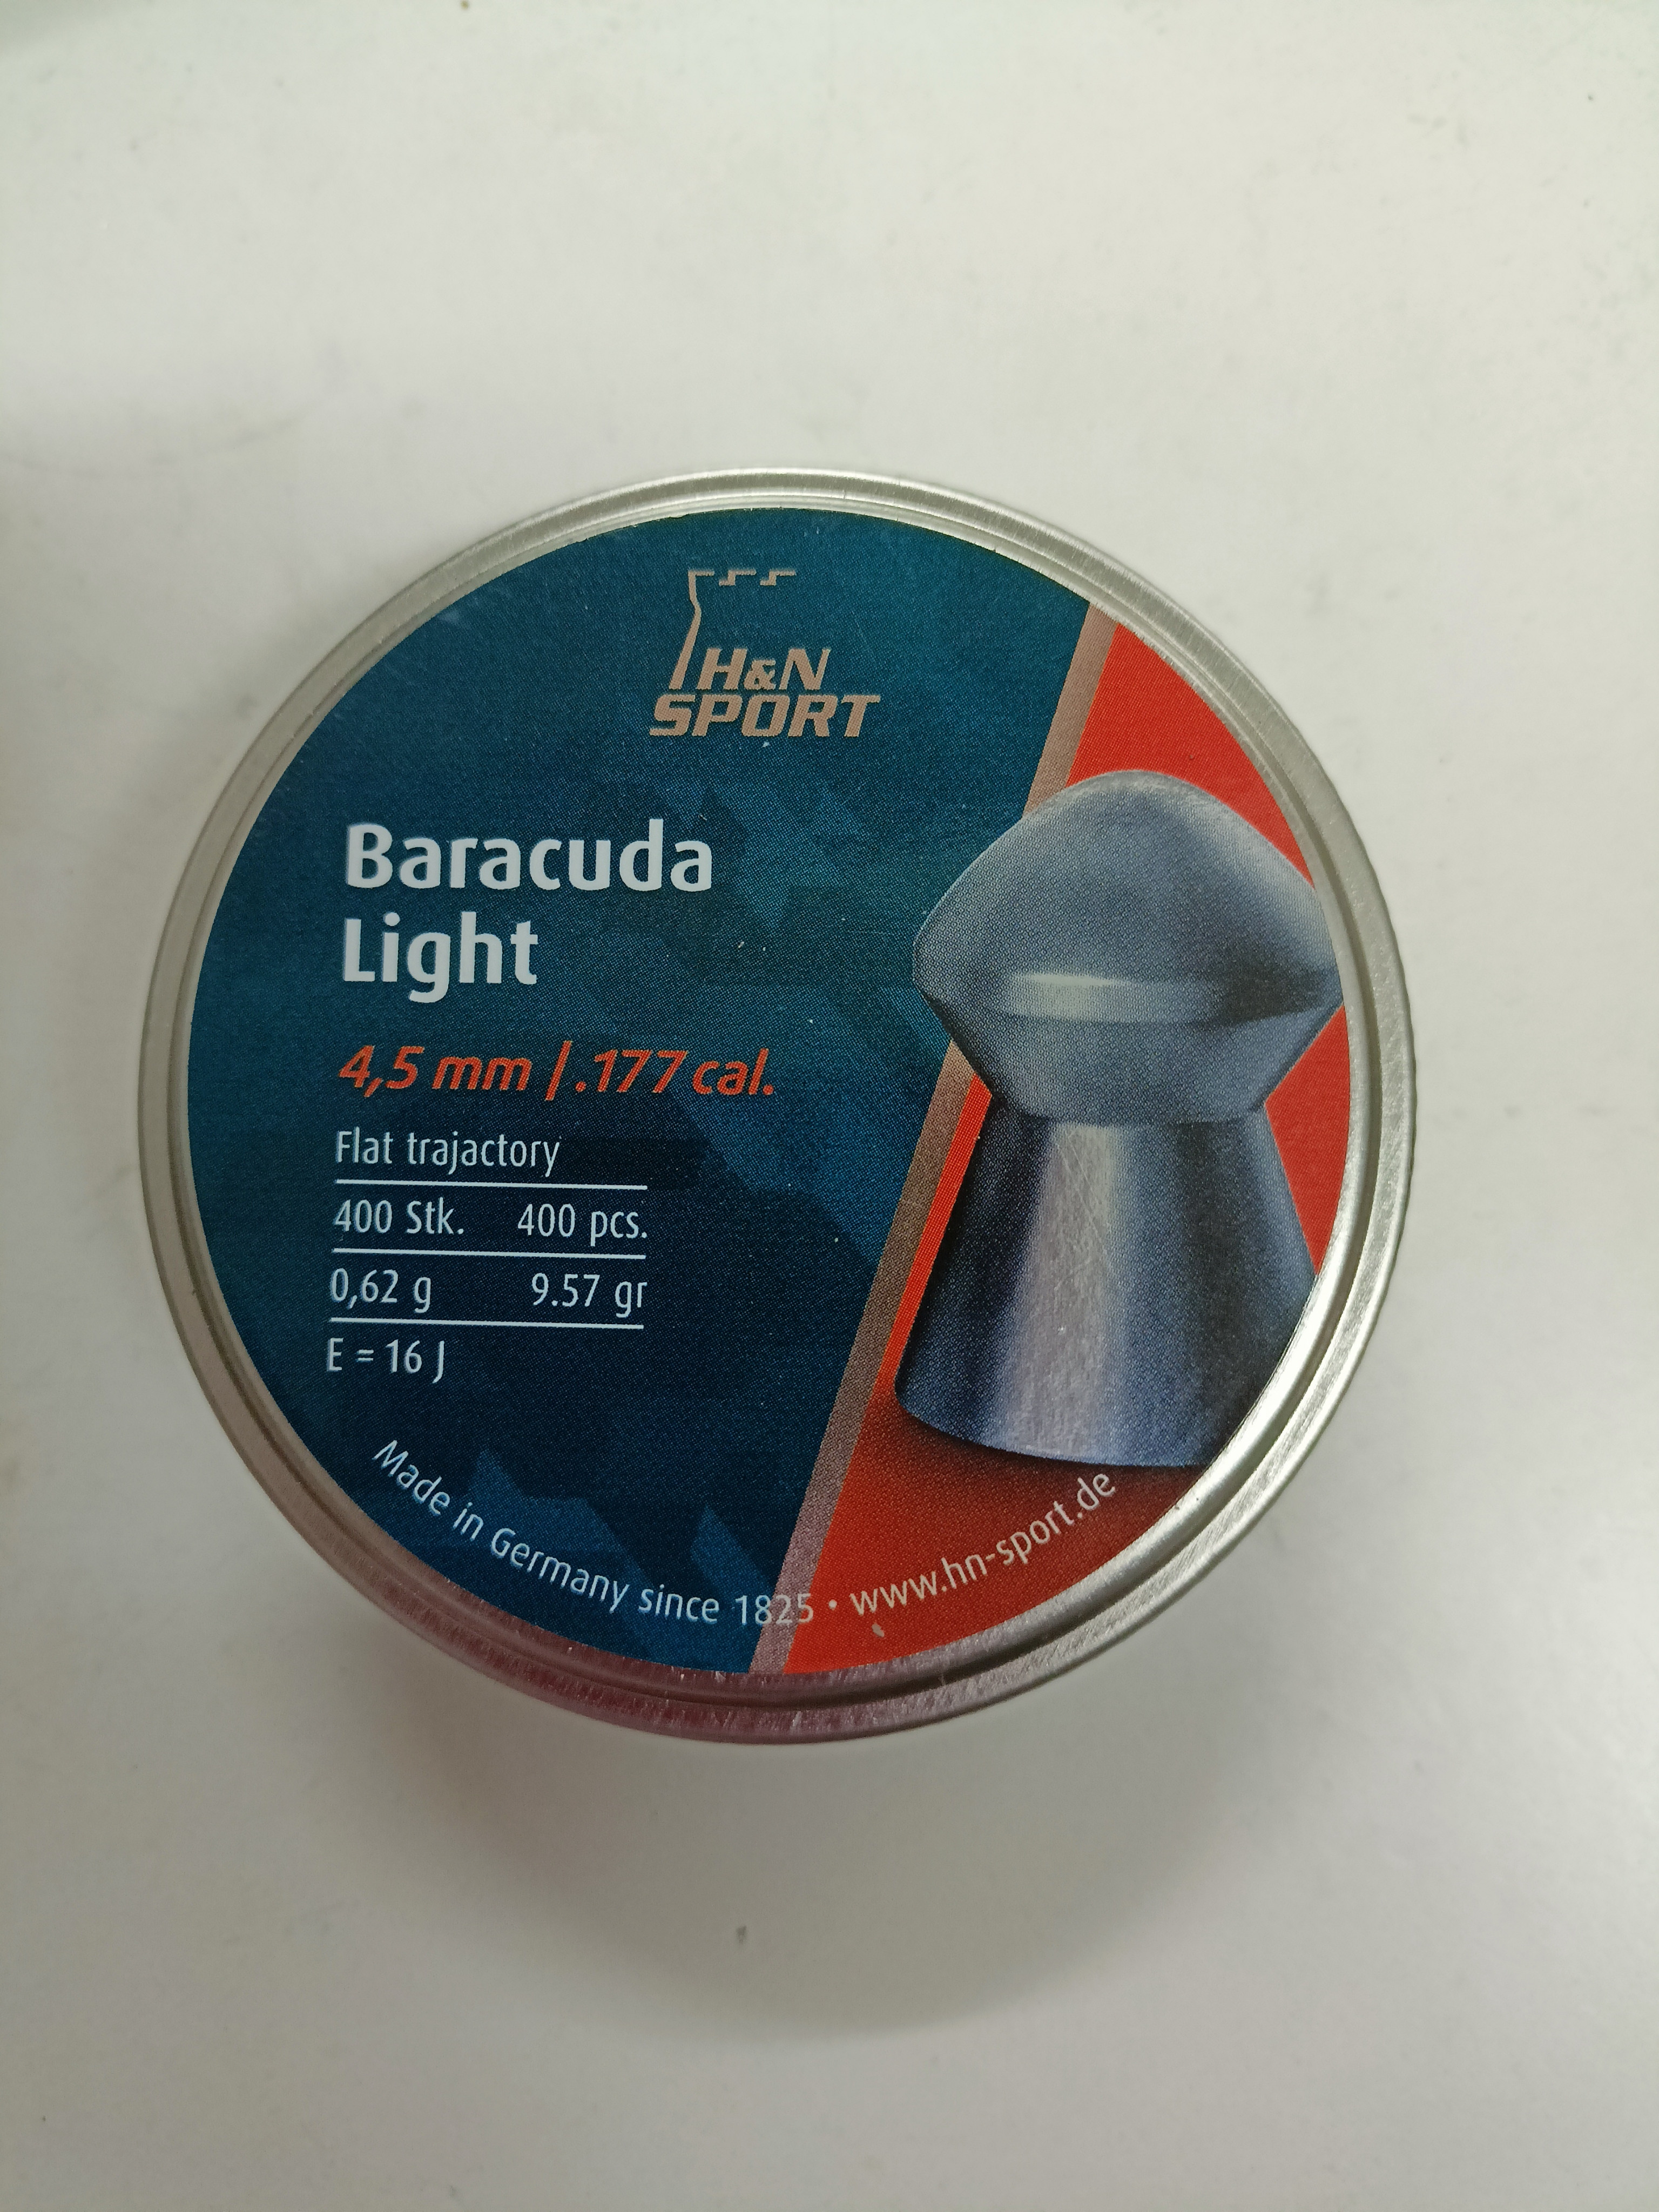 H&N
SPORT
Baracuda
Light
4,5 mm / .177 cal.
Flat trajactory
400 Stk. 400 pcs.
0,62 g 9.57 gr
E = 16 J
Made in Germany since 1825 • www.hn-sport.de